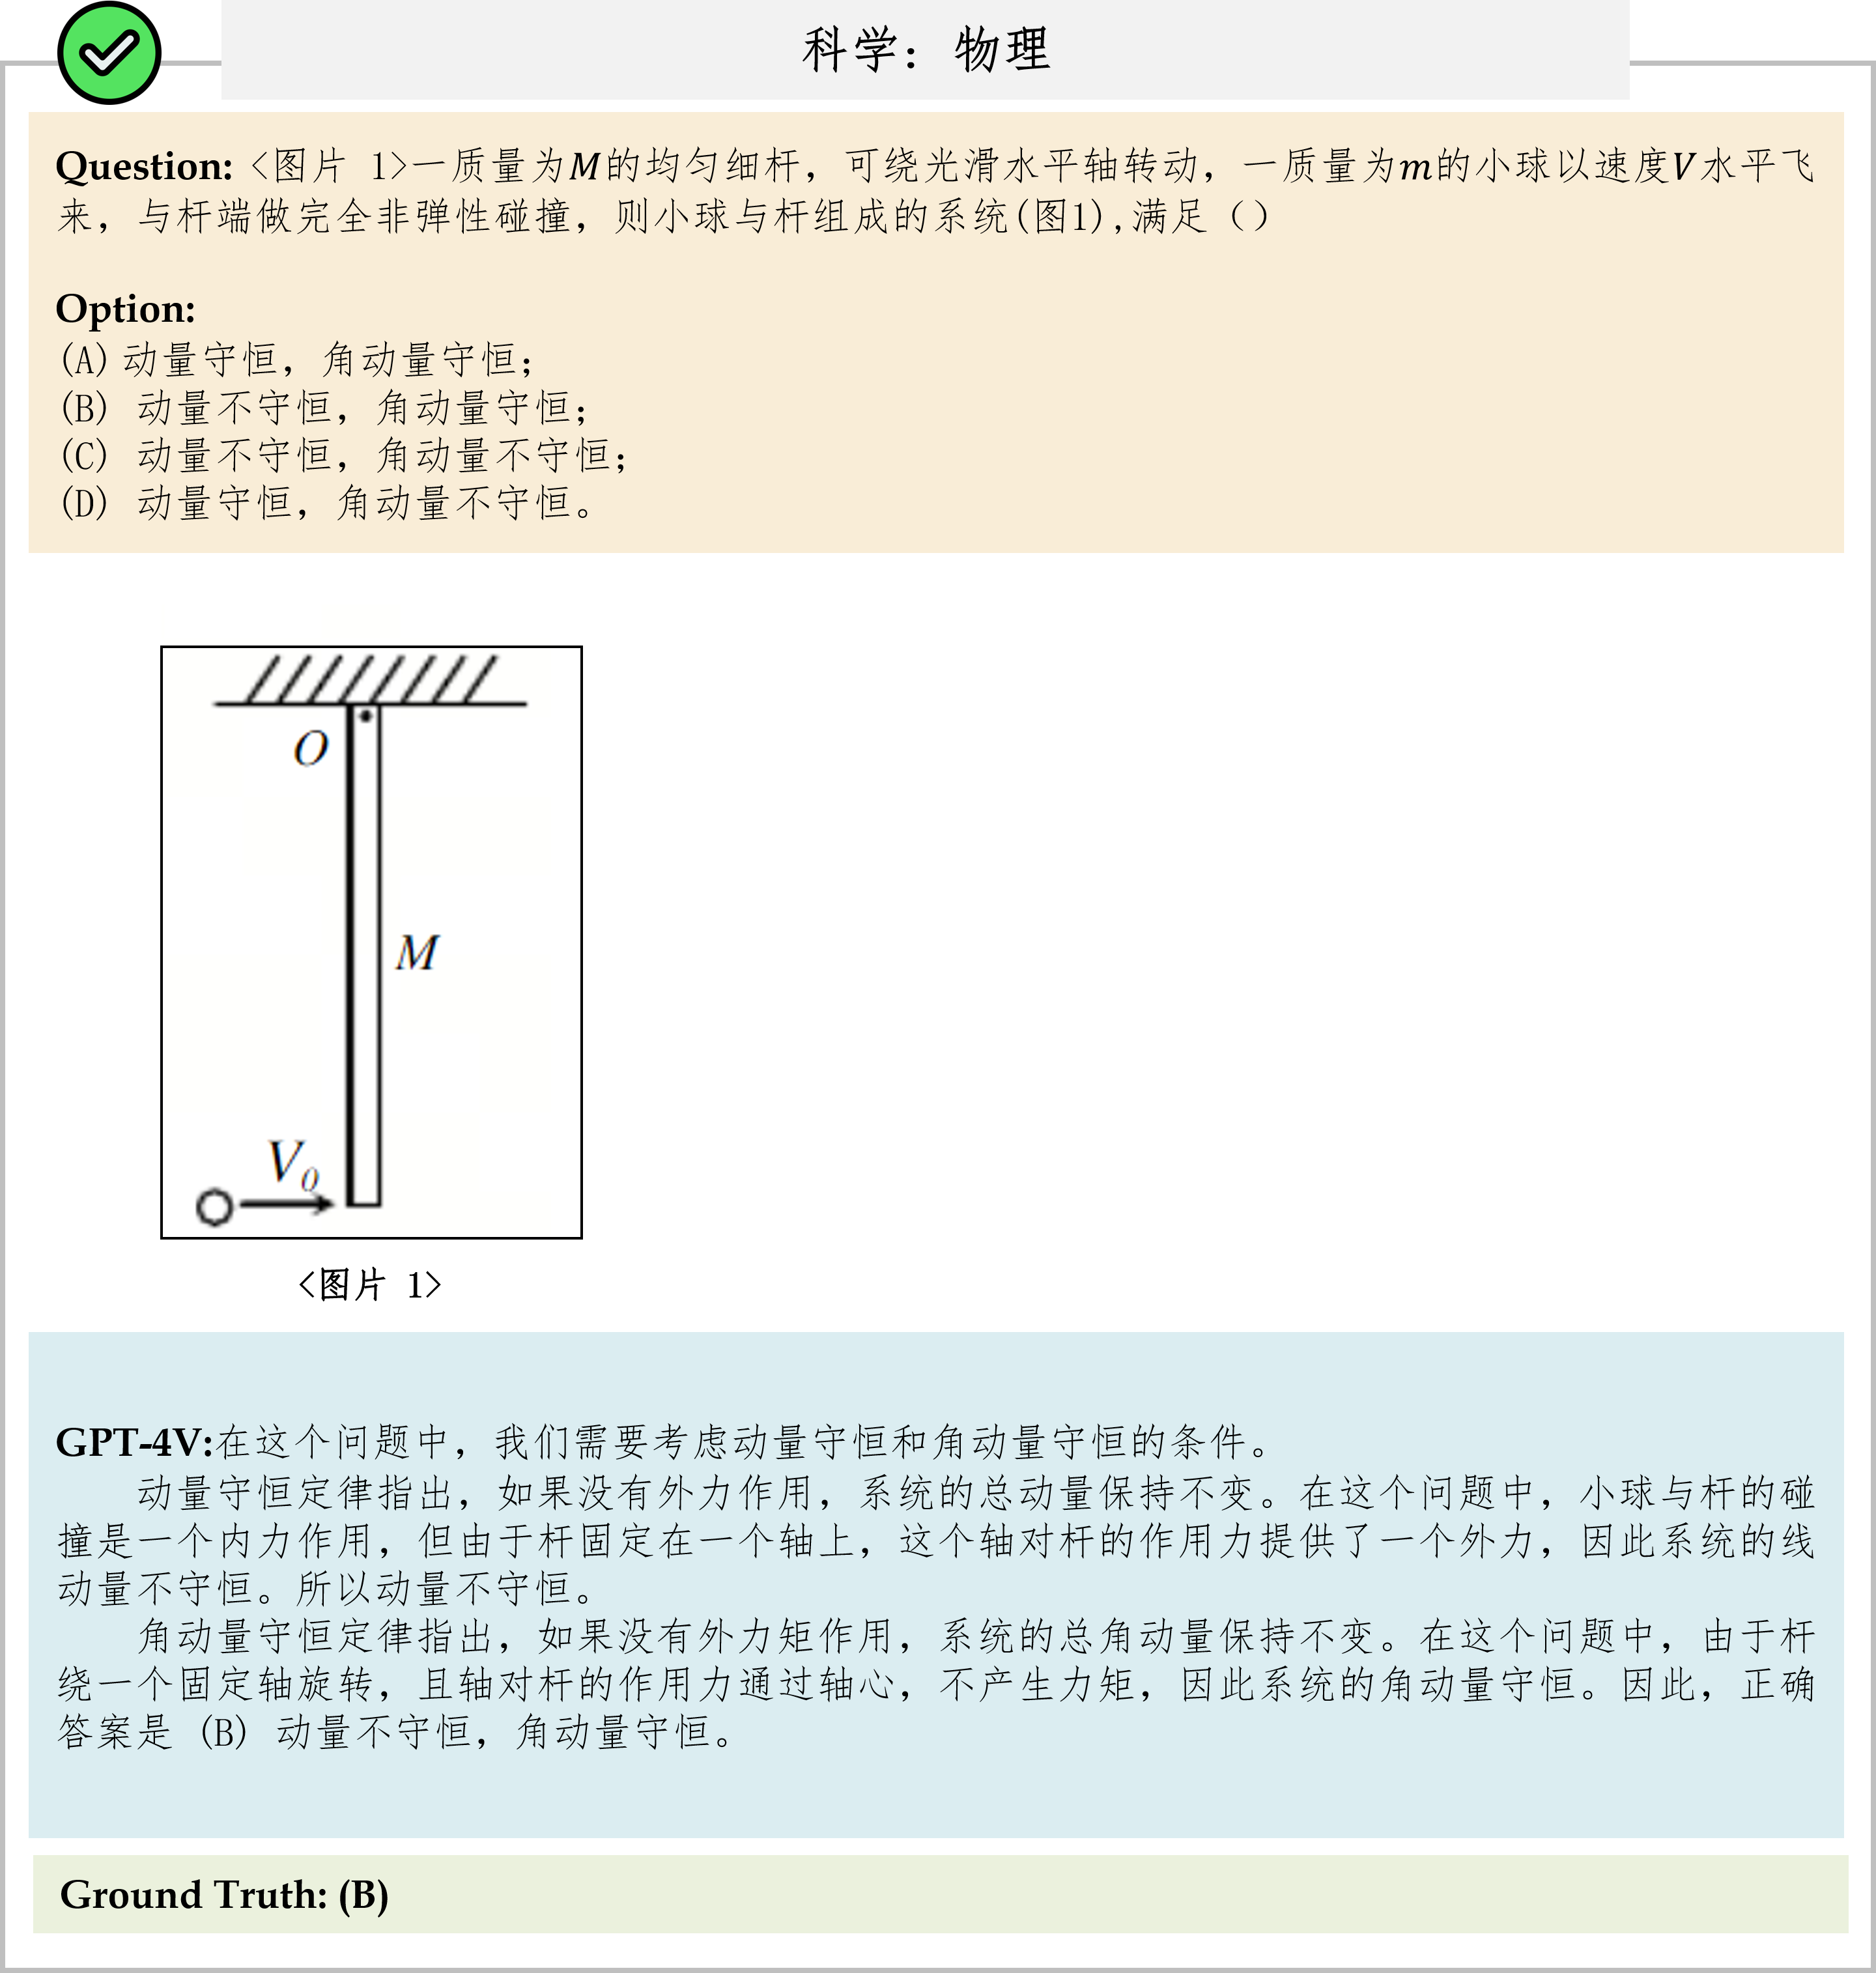 科学：物理
Question: <图片 1>一质量为M的均匀细杆，可绕光滑水平轴转动，一质量为m的小球以速度V水平飞
来，与杆端做完全非弹性碰撞，则小球与杆组成的系统(图1),满足（）
Option:
(A) 动量守恒，角动量守恒；
(B) 动量不守恒，角动量守恒；
(C) 动量不守恒，角动量不守恒；
(D) 动量守恒，角动量不守恒。
O
M
V₀
<图片 1>
GPT-4V:在这个问题中，我们需要考虑动量守恒和角动量守恒的条件。
动量守恒定律指出，如果没有外力作用，系统的总动量保持不变。在这个问题中，小球与杆的碰
撞是一个内力作用，但由于杆固定在一个轴上，这个轴对杆的作用力提供了一个外力，因此系统的线
动量不守恒。所以动量不守恒。
角动量守恒定律指出，如果没有外力矩作用，系统的总角动量保持不变。在这个问题中，由于杆
绕一个固定轴旋转，且轴对杆的作用力通过轴心，不产生力矩，因此系统的角动量守恒。因此，正确
答案是 (B) 动量不守恒，角动量守恒。
Ground Truth: (B)